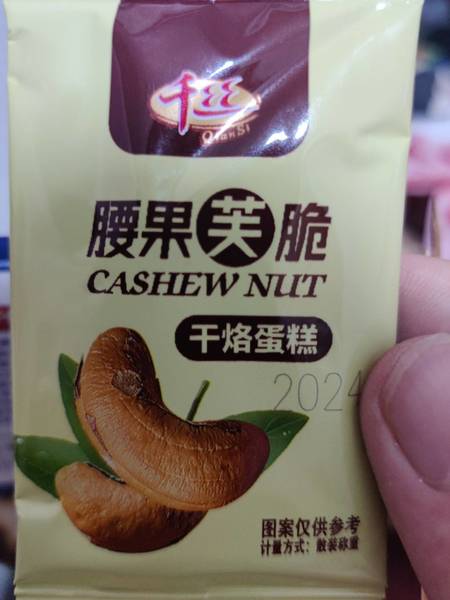 千丝
QianSi
腰果芙脆
CASHEW NUT
干烙蛋糕
2024
图案仅供参考
计量方式：散装称重